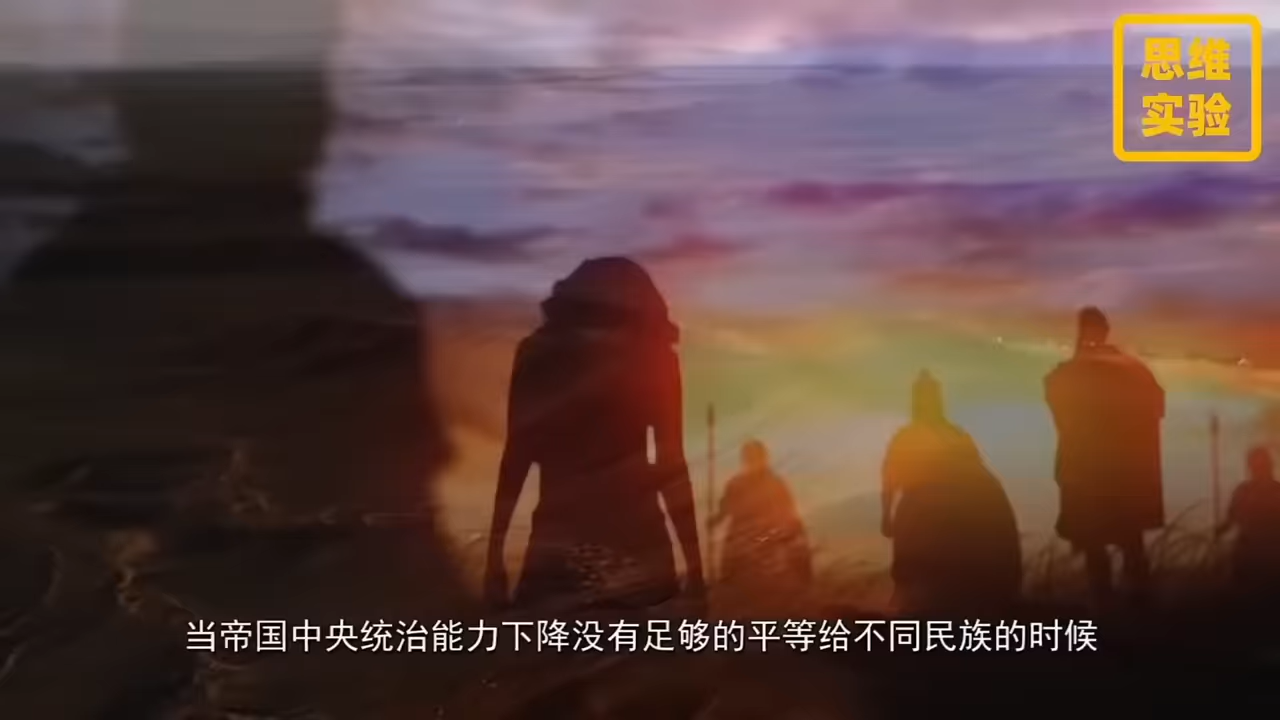 思维
实验
当帝国中央统治能力下降没有足够的平等给不同民族的时候